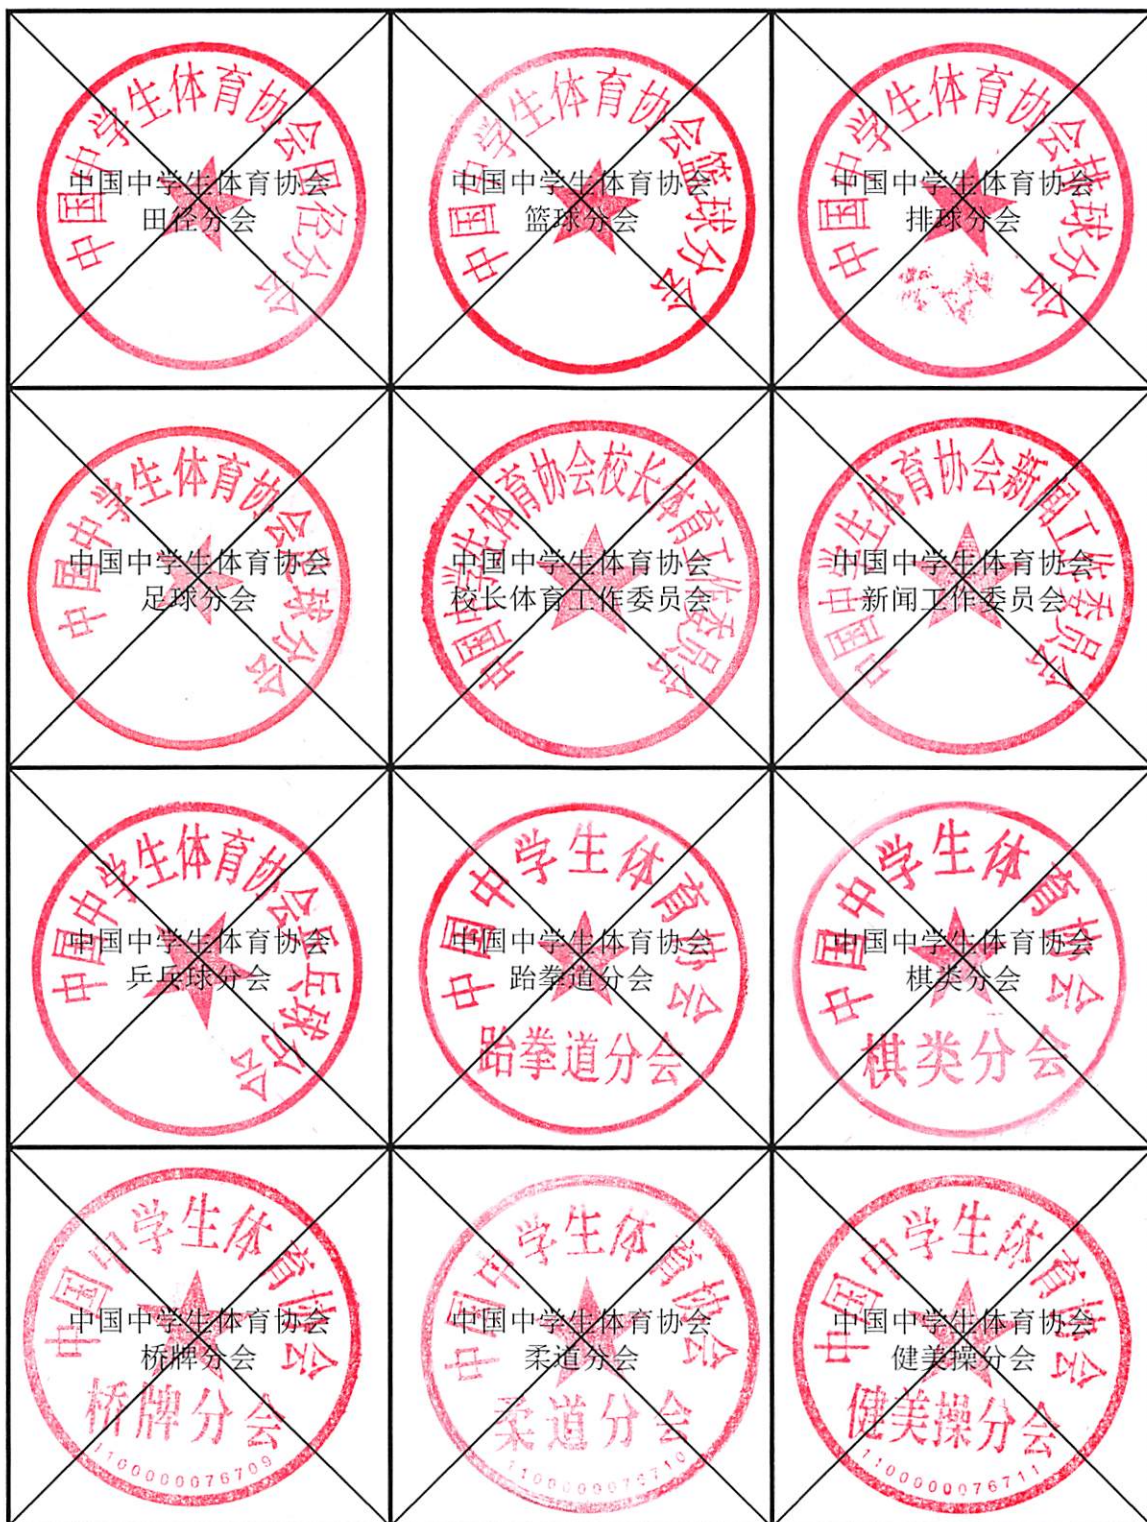 中国中学生体育协会田径分会
中国中学生体育协会
田径分会
中国中学生体育协会篮球分会
中国中学生体育协会
篮球分会
中国中学生体育协会排球分会
中国中学生体育协会
排球分会
中国中学生体育协会足球分会
中国中学生体育协会
足球分会
中国中学生体育协会校长体育工作委员会
中国中学生体育协会
校长体育工作委员会
中国中学生体育协会新闻工作委员会
中国中学生体育协会
新闻工作委员会
中国中学生体育协会乒乓球分会
中国中学生体育协会
乒乓球分会
中国中学生体育协会
中国中学生体育协会
跆拳道分会
跆拳道分会
中国中学生体育协会
中国中学生体育协会
棋类分会
棋类分会
中国中学生体育协会
中国中学生体育协会
桥牌分会
桥牌分会
1100000076709
中国中学生体育协会
中国中学生体育协会
柔道分会
柔道分会
1100000076710
中国中学生体育协会
中国中学生体育协会
健美操分会
健美操分会
1100000076711